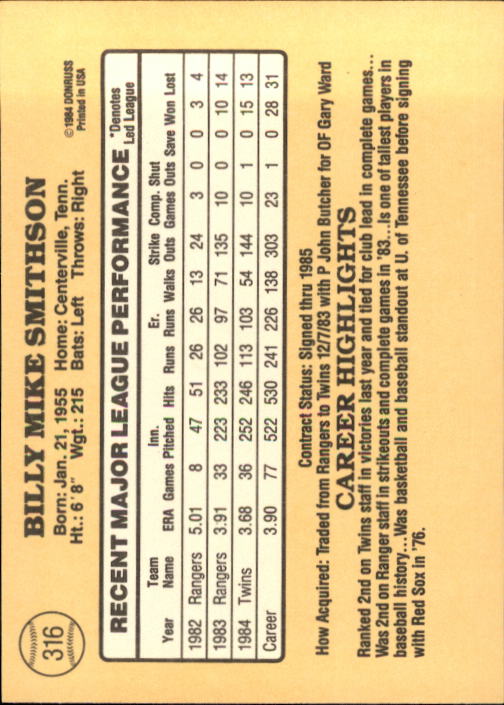 316
BILLY MIKE SMITHSON
Born: Jan. 21, 1955 Home: Centerville, Tenn.
Ht.: 6' 8" Wgt.: 215 Bats: Left Throws: Right
© 1984 DONRUSS
Printed in USA
RECENT MAJOR LEAGUE PERFORMANCE *Denotes Led League
Year Team Name ERA Games Inn. Pitched Hits Runs Er. Runs Walks Strike Outs Comp. Games Shut Outs Save Won Lost
1982 Rangers 5.01 8 47 51 26 26 13 24 3 0 0 3 4
1983 Rangers 3.91 33 223 233 102 97 71 135 10 0 0 10 14
1984 Twins 3.68 36 252 246 113 103 54 144 10 1 0 15 13
Career 3.90 77 522 530 241 226 138 303 23 1 0 28 31
Contract Status: Signed thru 1985
How Acquired: Traded from Rangers to Twins 12/7/83 with P John Butcher for OF Gary Ward
CAREER HIGHLIGHTS
Ranked 2nd on Twins staff in victories last year and tied for club lead in complete games...
Was 2nd on Ranger staff in strikeouts and complete games in '83...Is one of tallest players in
baseball history...Was basketball and baseball standout at U. of Tennessee before signing
with Red Sox in '76.